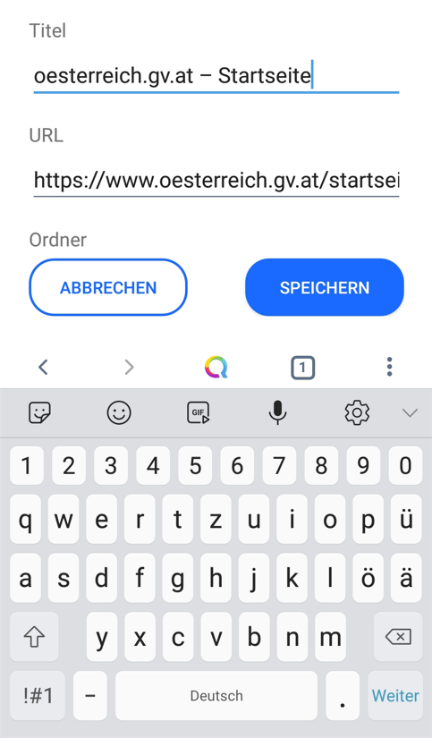 Titel
oesterreich.gv.at – Startseite
URL
https://www.oesterreich.gv.at/startsei
Ordner
ABBRECHEN SPEICHERN
1
GIF
1 2 3 4 5 6 7 8 9 0
q w e r t z u i o p ü
a s d f g h j k l ö ä
y x c v b n m
!#1 - Deutsch . Weiter